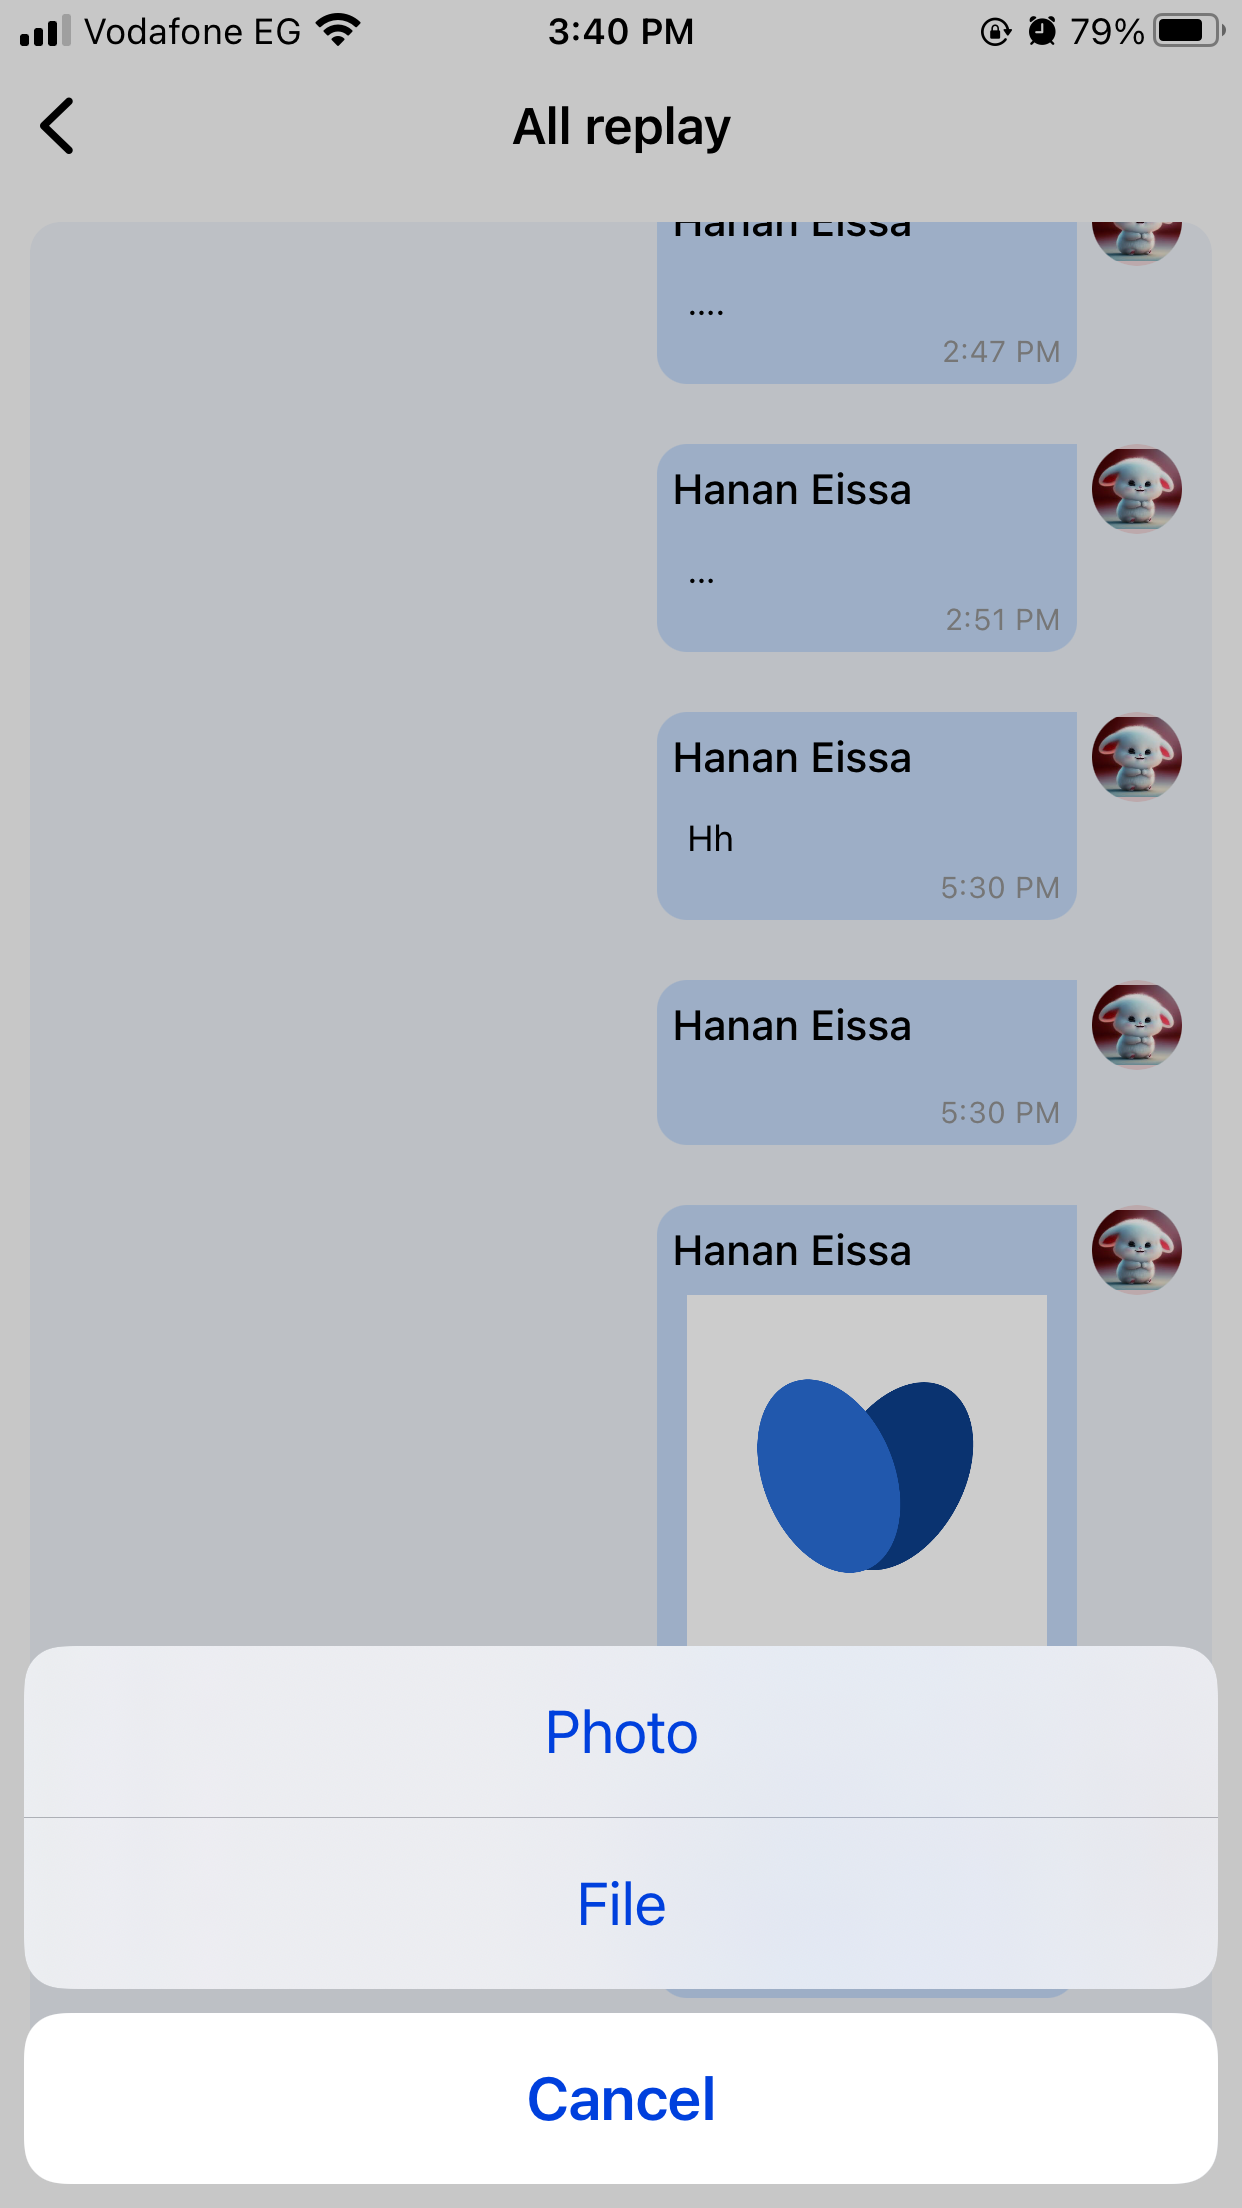 Vodafone EG 3:40 PM 79%
All replay
Hanan Eissa
....
2:47 PM
Hanan Eissa
...
2:51 PM
Hanan Eissa
Hh
5:30 PM
Hanan Eissa
5:30 PM
Hanan Eissa
Photo
File
Cancel